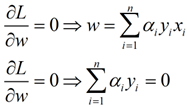 ∂L/∂w = 0 ⇒ w = ∑_{i=1}^{n} α_i y_i x_i
∂L/∂w = 0 ⇒ ∑_{i=1}^{n} α_i y_i = 0